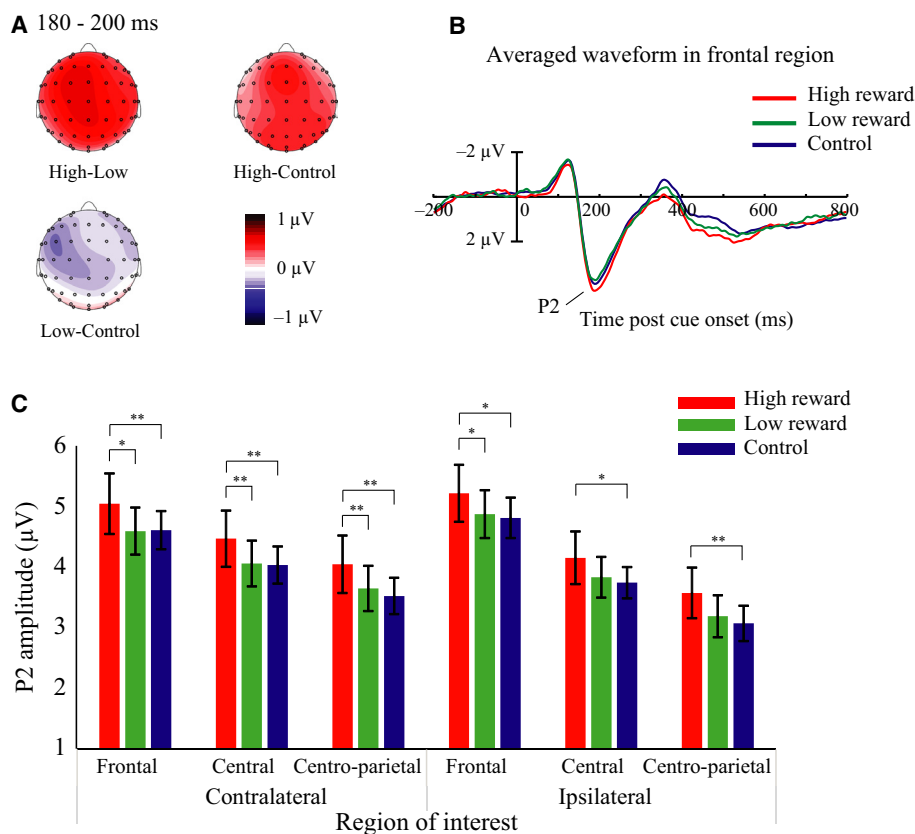 A 180 - 200 ms
High-Low
High-Control
Low-Control
1 µV
0 µV
–1 µV
B
Averaged waveform in frontal region
High reward
Low reward
Control
–2 µV
2 µV
–200
0
200
400
600
800
P2
Time post cue onset (ms)
C
High reward
Low reward
Control
P2 amplitude (µV)
6
5
4
3
2
1
* ** ** ** ** ** * * * **
Frontal Central Centro-parietal Frontal Central Centro-parietal
Contralateral Ipsilateral
Region of interest